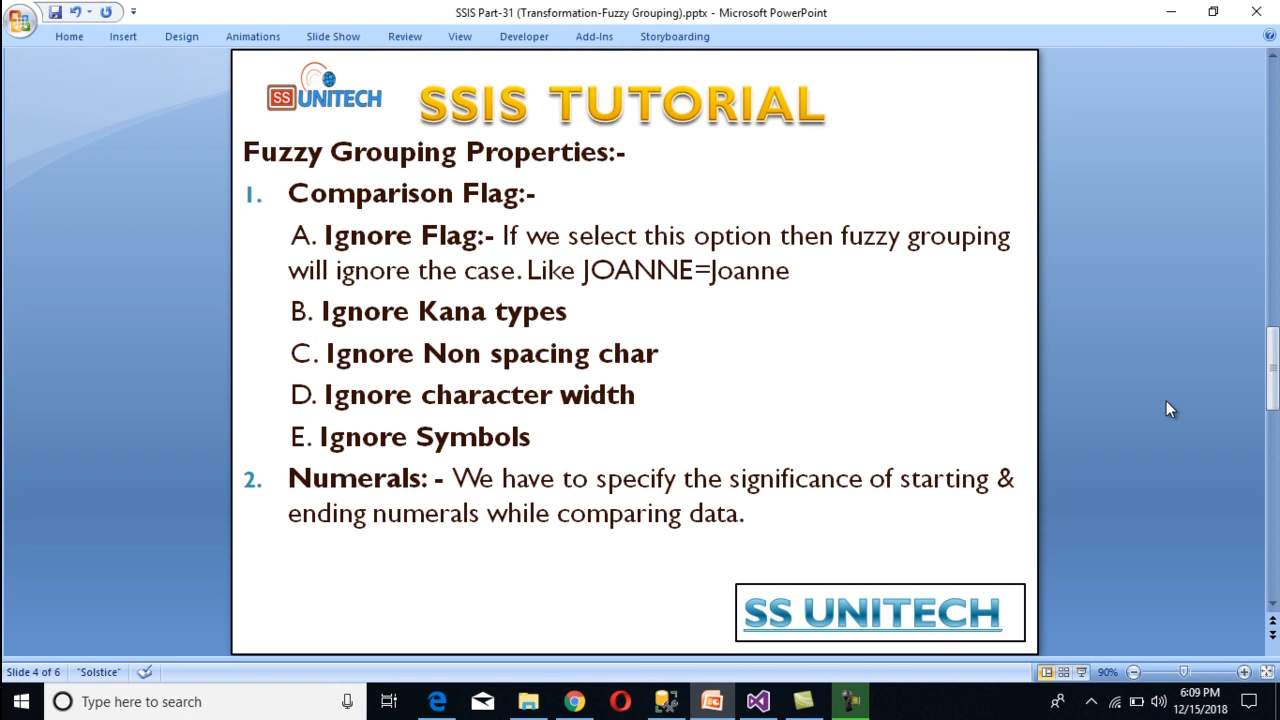 SSIS Part-31 (Transformation-Fuzzy Grouping).pptx - Microsoft PowerPoint
Home Insert Design Animations Slide Show Review View Developer Add-Ins Storyboarding
SS UNITECH
SSIS TUTORIAL
Fuzzy Grouping Properties:-
1. Comparison Flag:-
A. Ignore Flag:- If we select this option then fuzzy grouping
will ignore the case. Like JOANNE=Joanne
B. Ignore Kana types
C. Ignore Non spacing char
D. Ignore character width
E. Ignore Symbols
2. Numerals: - We have to specify the significance of starting &
ending numerals while comparing data.
SS UNITECH
Slide 4 of 6 "Solstice" 90%
Type here to search
6:09 PM
12/15/2018